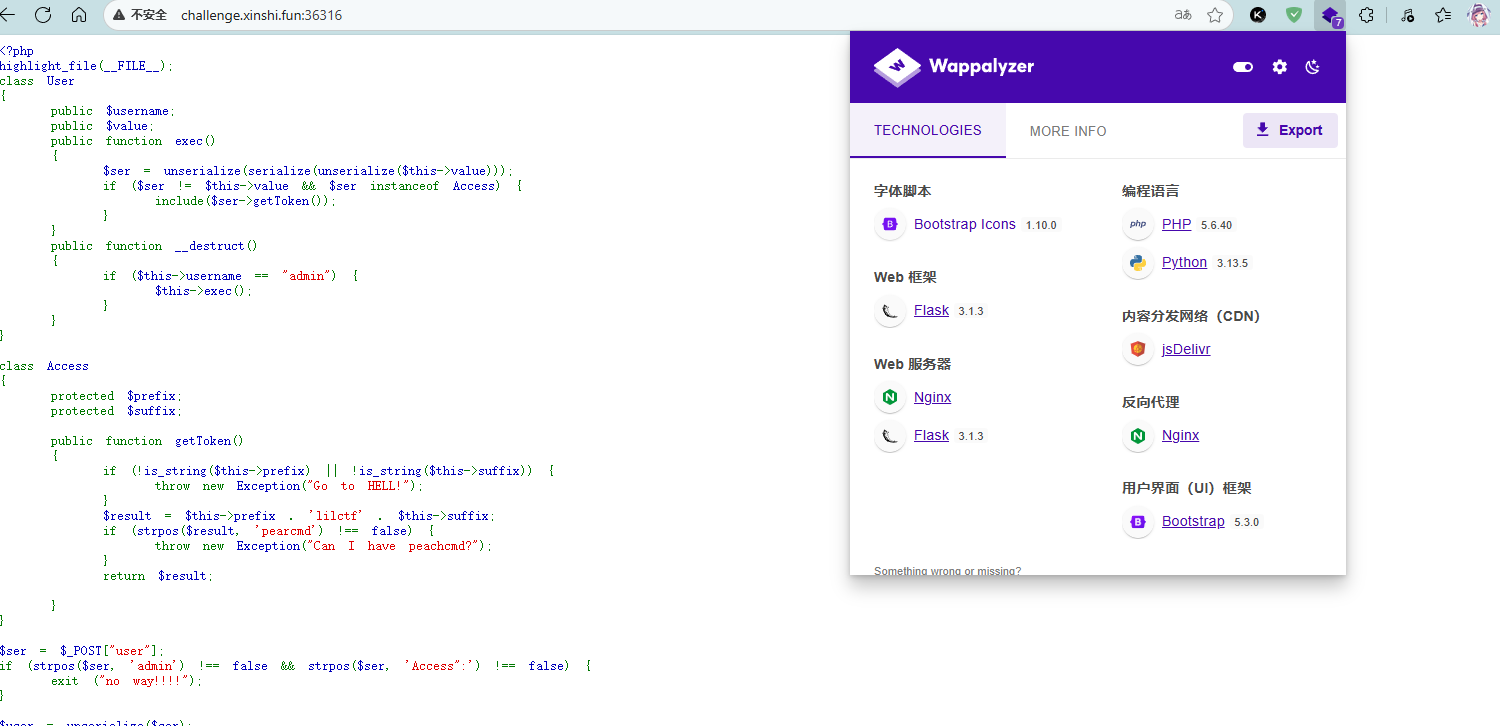 不安全
challenge.xinshi.fun:36316
aあ
K
7
<?php
highlight_file(__FILE__);
class User
{
public $username;
public $value;
public function exec()
{
$ser = unserialize(serialize(unserialize($this->value)));
if ($ser != $this->value && $ser instanceof Access) {
include($ser->getToken());
}
}
public function __destruct()
{
if ($this->username == "admin") {
$this->exec();
}
}
}
class Access
{
protected $prefix;
protected $suffix;
public function getToken()
{
if (!is_string($this->prefix) || !is_string($this->suffix)) {
throw new Exception("Go to HELL!");
}
$result = $this->prefix . 'lilctf' . $this->suffix;
if (strpos($result, 'pearcmd') !== false) {
throw new Exception("Can I have peachcmd?");
}
return $result;
}
}
$ser = $_POST["user"];
if (strpos($ser, 'admin') !== false && strpos($ser, 'Access":') !== false) {
exit ("no way!!!!");
}
$user = unserialize($ser);
Wappalyzer
TECHNOLOGIES
MORE INFO
Export
字体脚本
B
Bootstrap Icons 1.10.0
Web 框架
Flask 3.1.3
Web 服务器
N
Nginx
Flask 3.1.3
编程语言
php
PHP 5.6.40
Python 3.13.5
内容分发网络（CDN）
jsDelivr
反向代理
N
Nginx
用户界面（UI）框架
B
Bootstrap 5.3.0
Something wrong or missing?